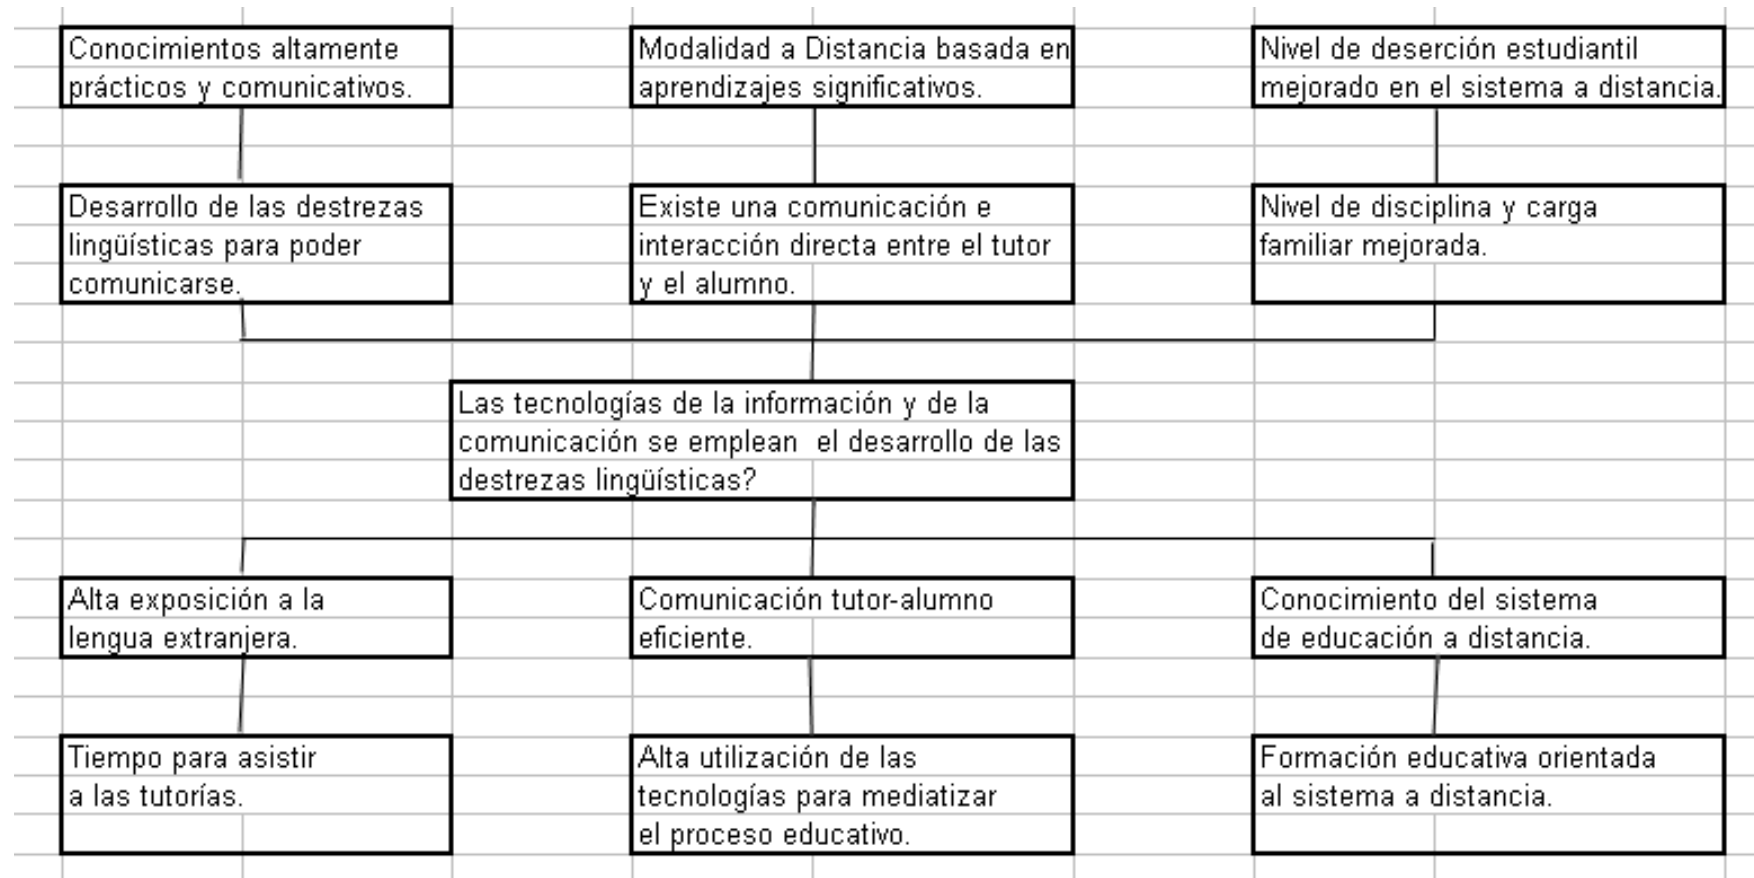 Conocimientos altamente
prácticos y comunicativos.
Modalidad a Distancia basada en
aprendizajes significativos.
Nivel de deserción estudiantil
mejorado en el sistema a distancia.
Desarrollo de las destrezas
lingüísticas para poder
comunicarse.
Existe una comunicación e
interacción directa entre el tutor
y el alumno.
Nivel de disciplina y carga
familiar mejorada.
Las tecnologías de la información y de la
comunicación se emplean  el desarrollo de las
destrezas lingüísticas?
Alta exposición a la
lengua extranjera.
Comunicación tutor-alumno
eficiente.
Conocimiento del sistema
de educación a distancia.
Tiempo para asistir
a las tutorías.
Alta utilización de las
tecnologías para mediatizar
el proceso educativo.
Formación educativa orientada
al sistema a distancia.